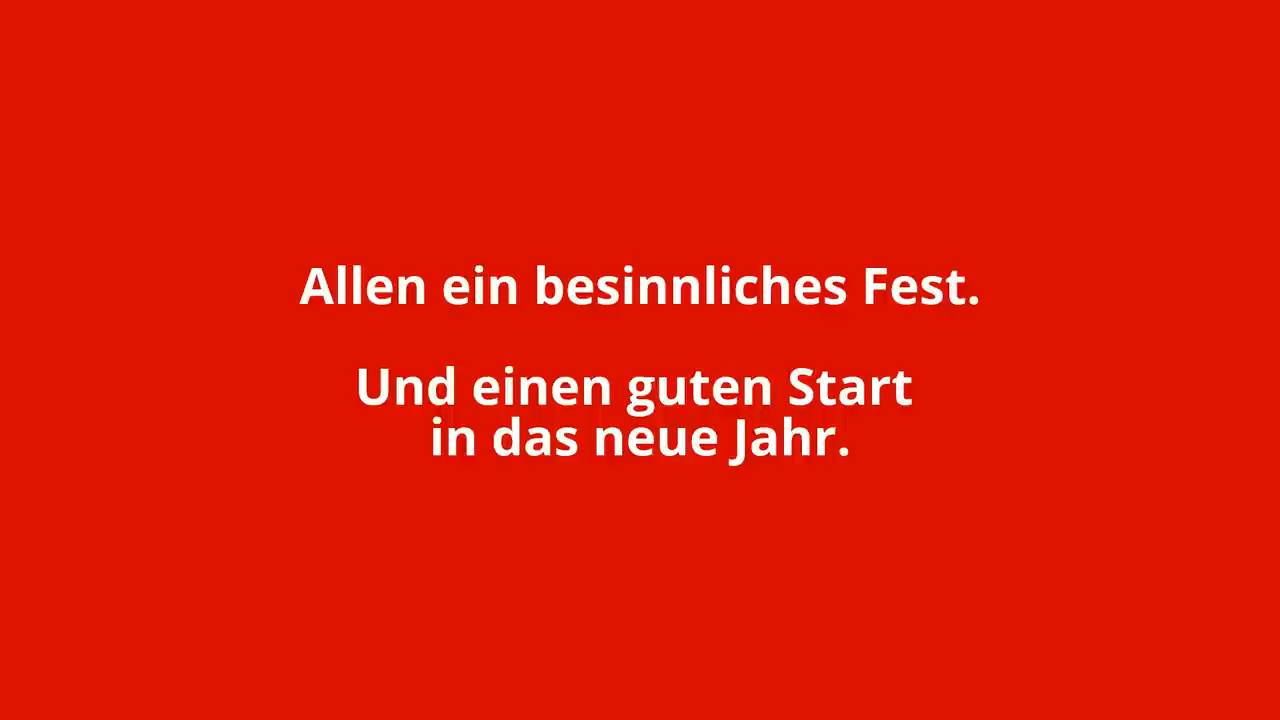 Allen ein besinnliches Fest.
Und einen guten Start
in das neue Jahr.